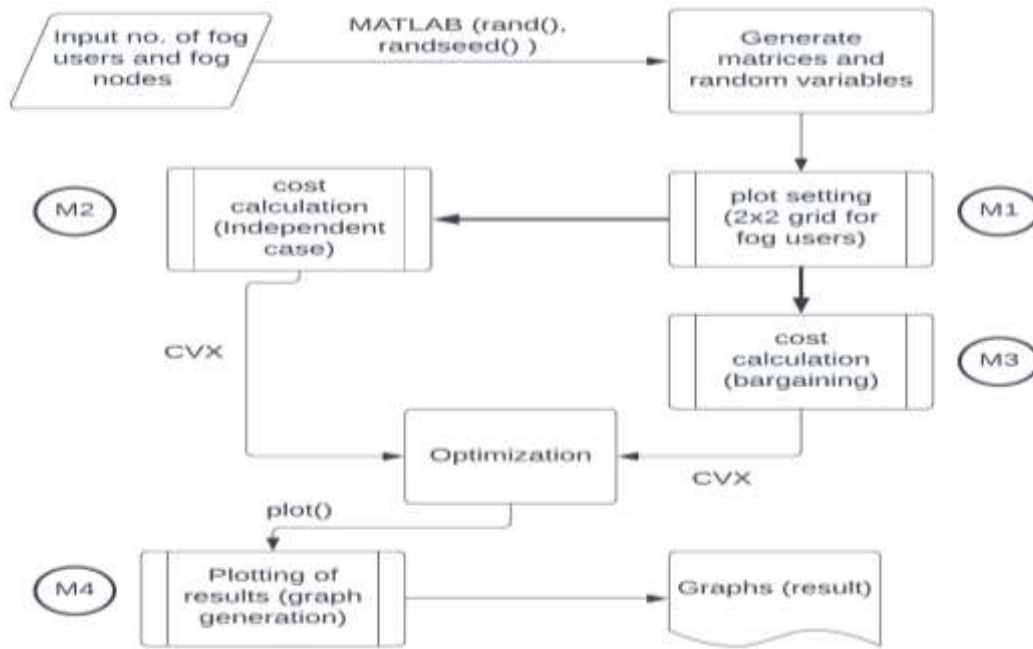 Input no. of fog
users and fog
nodes
MATLAB (rand(),
randseed() )
Generate
matrices and
random variables
M2
cost
calculation
(Independent
case)
plot setting
(2x2 grid for
fog users)
M1
CVX
cost
calculation
(bargaining)
M3
Optimization
CVX
plot()
M4
Plotting of
results (graph
generation)
Graphs (result)